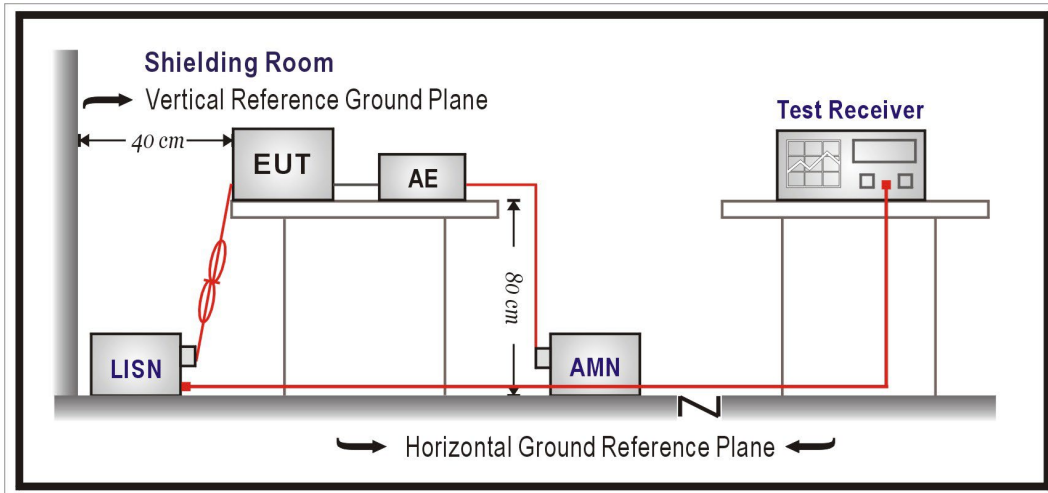 Shielding Room
Vertical Reference Ground Plane
Test Receiver
40 cm
EUT
AE
80 cm
LISN
AMN
Horizontal Ground Reference Plane